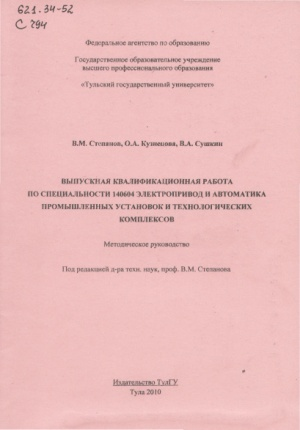 621.34-52
С 794
Федеральное агентство по образованию
Государственное образовательное учреждение
высшего профессионального образования
«Тульский государственный университет»
В.М. Степанов, О.А. Кузнецова, В.А. Сушкин
ВЫПУСКНАЯ КВАЛИФИКАЦИОННАЯ РАБОТА
ПО СПЕЦИАЛЬНОСТИ 140604 ЭЛЕКТРОПРИВОД И АВТОМАТИКА
ПРОМЫШЛЕННЫХ УСТАНОВОК И ТЕХНОЛОГИЧЕСКИХ
КОМПЛЕКСОВ
Методическое руководство
Под редакцией д-ра техн. наук, проф. В.М. Степанова
Издательство ТулГУ
Тула 2010